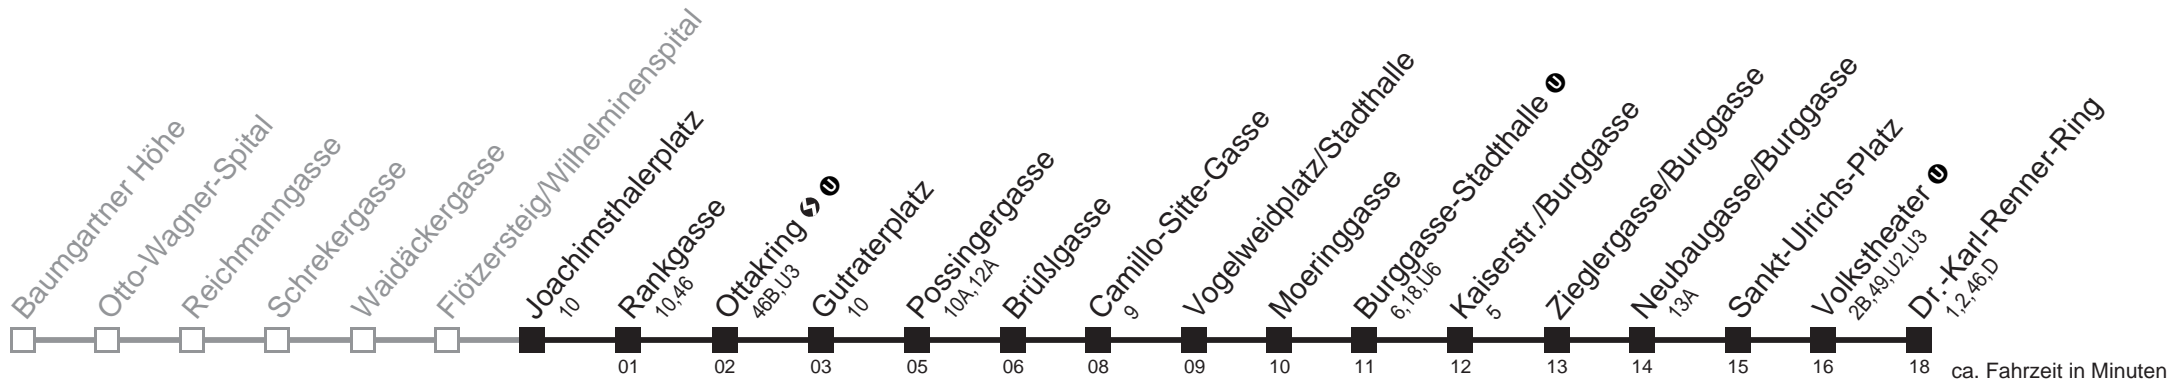 Baumgartner Höhe
Otto-Wagner-Spital
Reichmanngasse
Schrekergasse
Waidäckergasse
Flötzersteig/Wilhelminenspital
Joachimsthalerplatz
10
Rankgasse
10,46
Ottakring U
46B,U3
Gutraterplatz
10
Possingergasse
10A,12A
Brüßlgasse
Camillo-Sitte-Gasse
9
Vogelweidplatz/Stadthalle
Moeringgasse
Burggasse-Stadthalle U
6,18,U6
Kaiserstr./Burggasse
5
Zieglergasse/Burggasse
Neubaugasse/Burggasse
13A
Sankt-Ulrichs-Platz
Volkstheater U
2B,49,U2,U3
Dr.-Karl-Renner-Ring
1,2,46,D
01 02 03 05 06 08 09 10 11 12 13 14 15 16 18 ca. Fahrzeit in Minuten